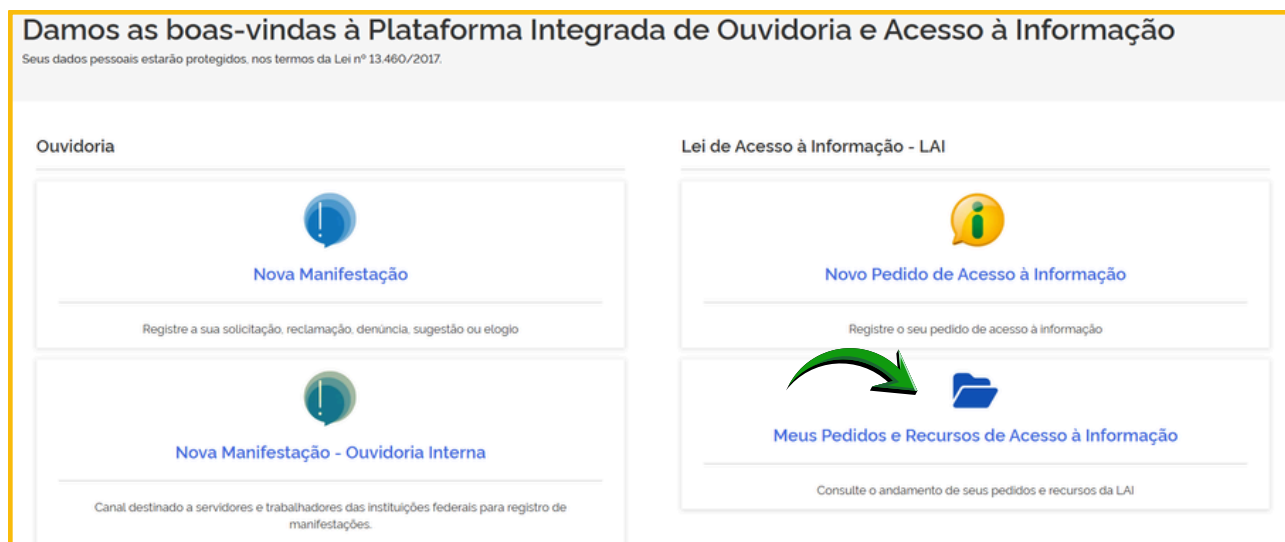 Damos as boas-vindas à Plataforma Integrada de Ouvidoria e Acesso à Informação
Seus dados pessoais estarão protegidos, nos termos da Lei nº 13.460/2017.
Ouvidoria
Nova Manifestação
Registre a sua solicitação, reclamação, denúncia, sugestão ou elogio
Nova Manifestação - Ouvidoria Interna
Canal destinado a servidores e trabalhadores das instituições federais para registro de
manifestações.
Lei de Acesso à Informação - LAI
Novo Pedido de Acesso à Informação
Registre o seu pedido de acesso à informação
Meus Pedidos e Recursos de Acesso à Informação
Consulte o andamento de seus pedidos e recursos da LAI